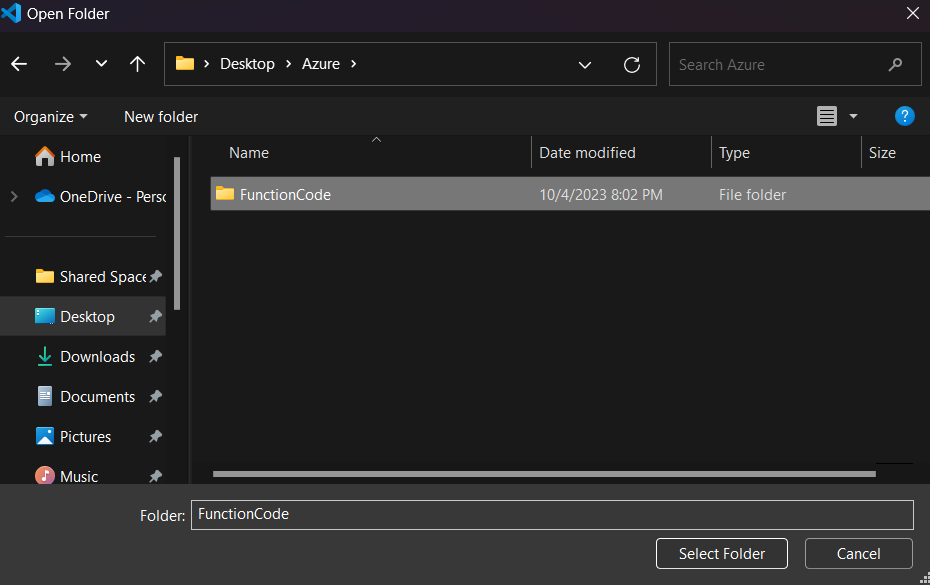 Open Folder
Desktop Azure
Search Azure
Organize New folder
?
Name Date modified Type Size
Home
OneDrive - Perso
FunctionCode 10/4/2023 8:02 PM File folder
Shared Space
Desktop
Downloads
Documents
Pictures
Music
Folder: FunctionCode
Select Folder Cancel